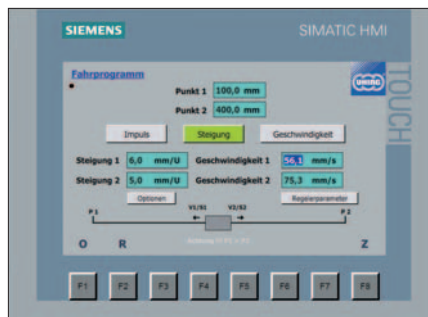 SIEMENS SIMATIC HMI
TOUCH
Fahrprogramm
UHING
Punkt 1 100,0 mm
Punkt 2 400,0 mm
Impuls Steigung Geschwindigkeit
Steigung 1 6,0 mm/U Geschwindigkeit 1 56,1 mm/s
Steigung 2 5,0 mm/U Geschwindigkeit 2 75,3 mm/s
Optionen Regelerparameter
P 1 V1/S1 V2/S2 P 2
O R Z
F1 F2 F3 F4 F5 F6 F7 F8